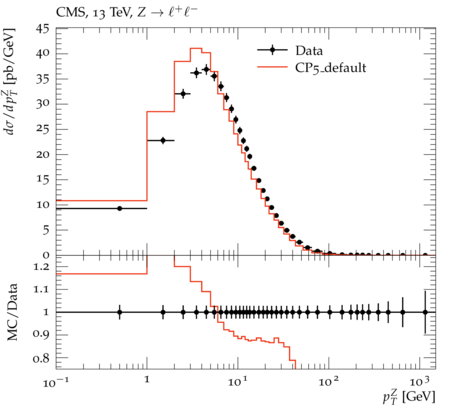 CMS, 13 TeV, Z → ℓ⁺ℓ⁻
dσ/dp_T^Z [pb/GeV]
45
40
35
30
25
20
15
10
5
0
Data
CP5_default
MC/Data
1.2
1.1
1
0.9
0.8
10⁻¹ 1 10¹ 10² 10³
p_T^Z [GeV]